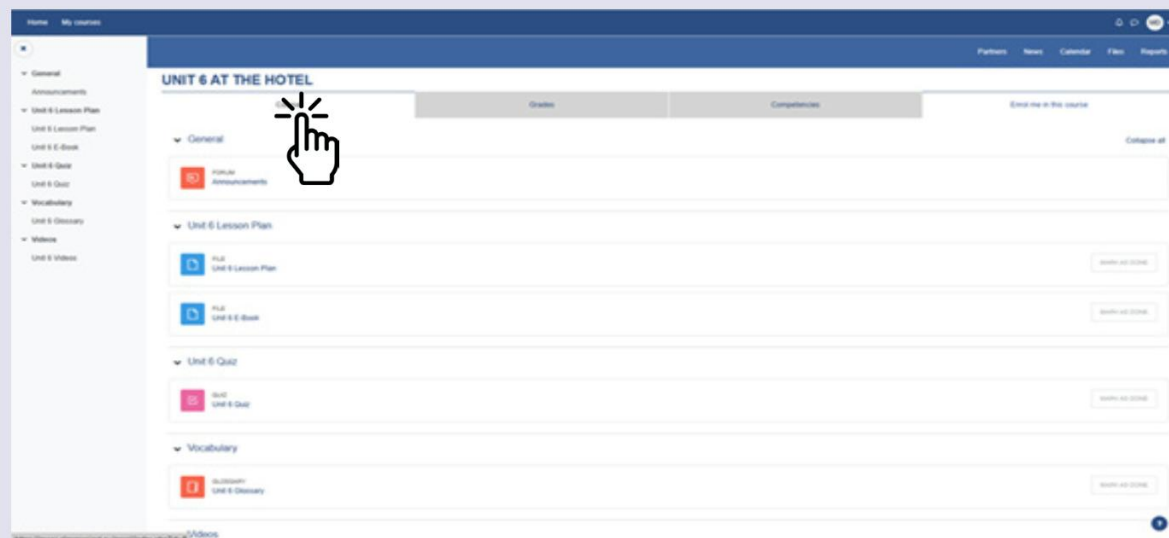 Home My courses
Partners News Calendar Files Reports
General
Announcements
Unit 6 Lesson Plan
Unit 6 Lesson Plan
Unit 6 E-Book
Unit 6 Quiz
Unit 6 Quiz
Vocabulary
Unit 6 Glossary
Videos
Unit 6 Videos
UNIT 6 AT THE HOTEL
Grades Competencies Enrol me in this course
General Collapse all
FORUM
Announcements
Unit 6 Lesson Plan
FILE
Unit 6 Lesson Plan MARK AS DONE
FILE
Unit 6 E-Book MARK AS DONE
Unit 6 Quiz
QUIZ
Unit 6 Quiz MARK AS DONE
Vocabulary
GLOSSARY
Unit 6 Glossary MARK AS DONE
Videos